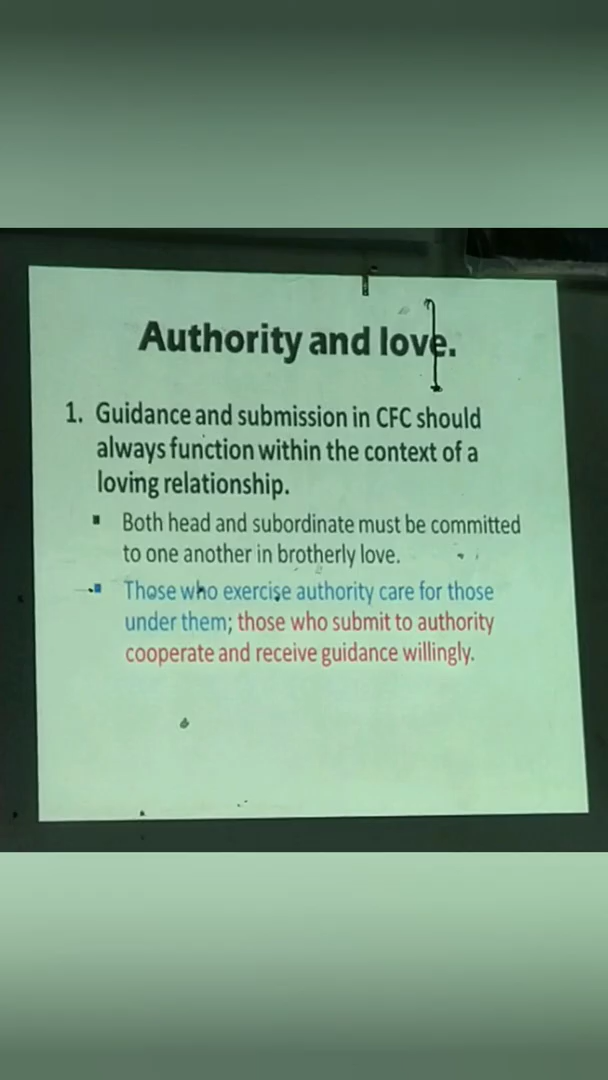 Authority and love.
1. Guidance and submission in CFC should
always function within the context of a
loving relationship.
▪ Both head and subordinate must be committed
to one another in brotherly love.
▪ Those who exercise authority care for those
under them; those who submit to authority
cooperate and receive guidance willingly.